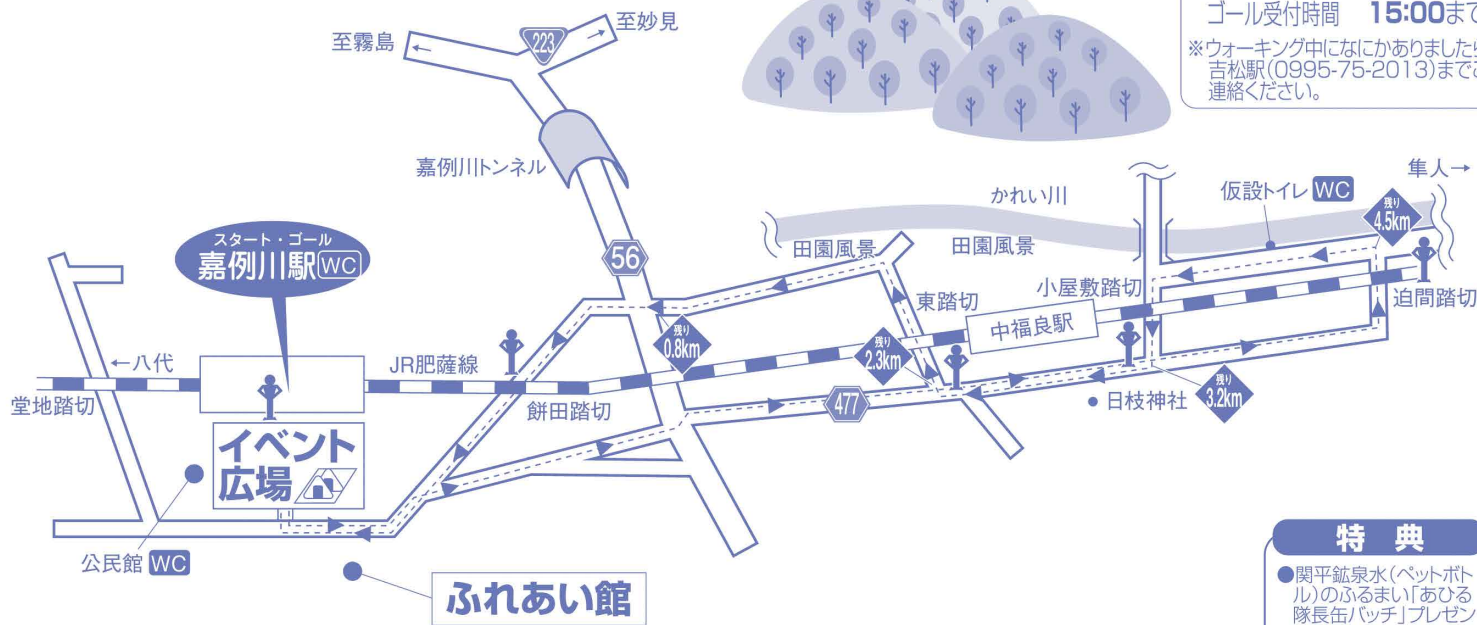 ゴール受付時間 15:00まで
※ウォーキング中になにかありましたら
吉松駅(0995-75-2013)までご
連絡ください。
至霧島
223
至妙見
嘉例川トンネル
隼人→
仮設トイレ WC
かれい川
残り
4.5km
田園風景
田園風景
スタート・ゴール
嘉例川駅 WC
56
東踏切
小屋敷踏切
迫間踏切
中福良駅
残り
0.8km
残り
2.3km
←八代
JR肥薩線
堂地踏切
餅田踏切
477
日枝神社
残り
3.2km
イベント
広場
公民館 WC
ふれあい館
特典
●関平鉱泉水(ペットボト
ル)のふるまい「あひる
隊長缶バッチ」プレゼン